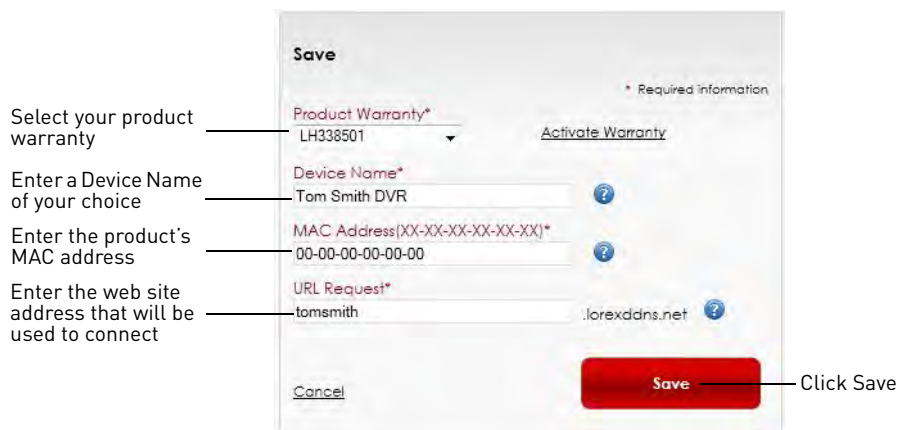 Save
* Required information
Select your product
warranty
Product Warranty*
LH338501
Activate Warranty
Enter a Device Name
of your choice
Device Name*
Tom Smith DVR
?
Enter the product's
MAC address
MAC Address(XX-XX-XX-XX-XX-XX)*
00-00-00-00-00-00
?
Enter the web site
address that will be
used to connect
URL Request*
tomsmith
.lorexddns.net
?
Cancel
Save
Click Save